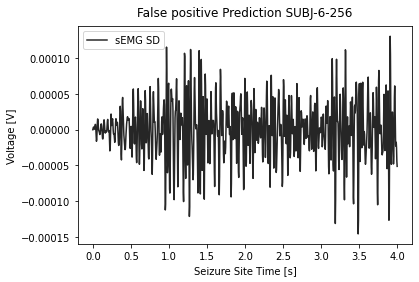 False positive Prediction SUBJ-6-256
sEMG SD
Voltage [V]
0.00010
0.00005
0.00000
−0.00005
−0.00010
−0.00015
0.0 0.5 1.0 1.5 2.0 2.5 3.0 3.5 4.0
Seizure Site Time [s]